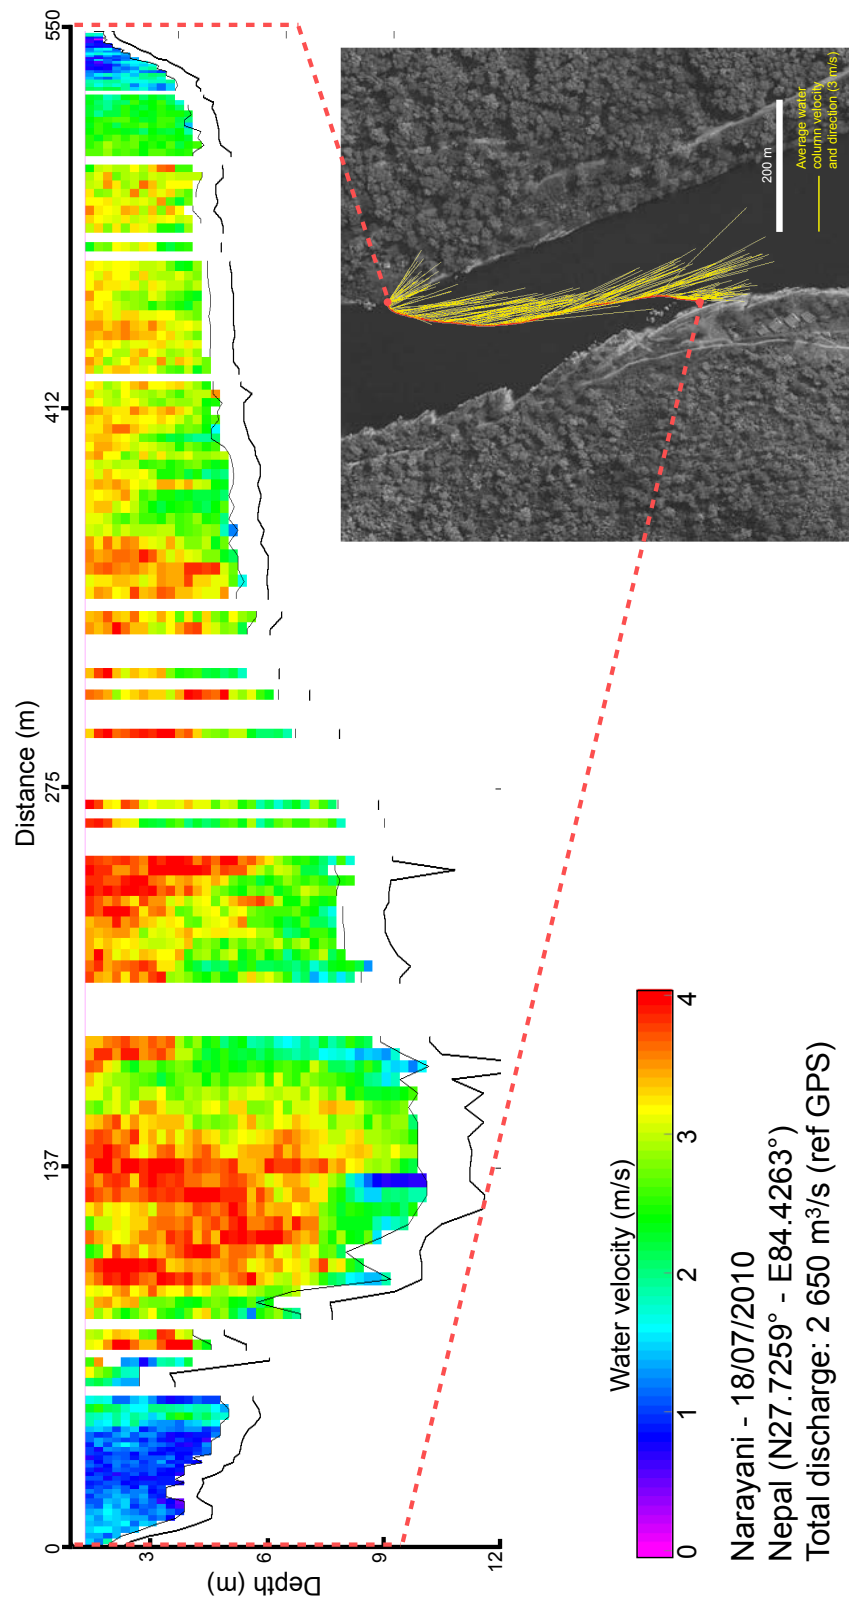 Distance (m)
0
137
275
412
550
Depth (m)
3
6
9
12
200 m
Average water
column velocity
and direction (3 m/s)
Water velocity (m/s)
0
1
2
3
4
Narayani - 18/07/2010
Nepal (N27.7259° - E84.4263°)
Total discharge: 2 650 m³/s (ref GPS)